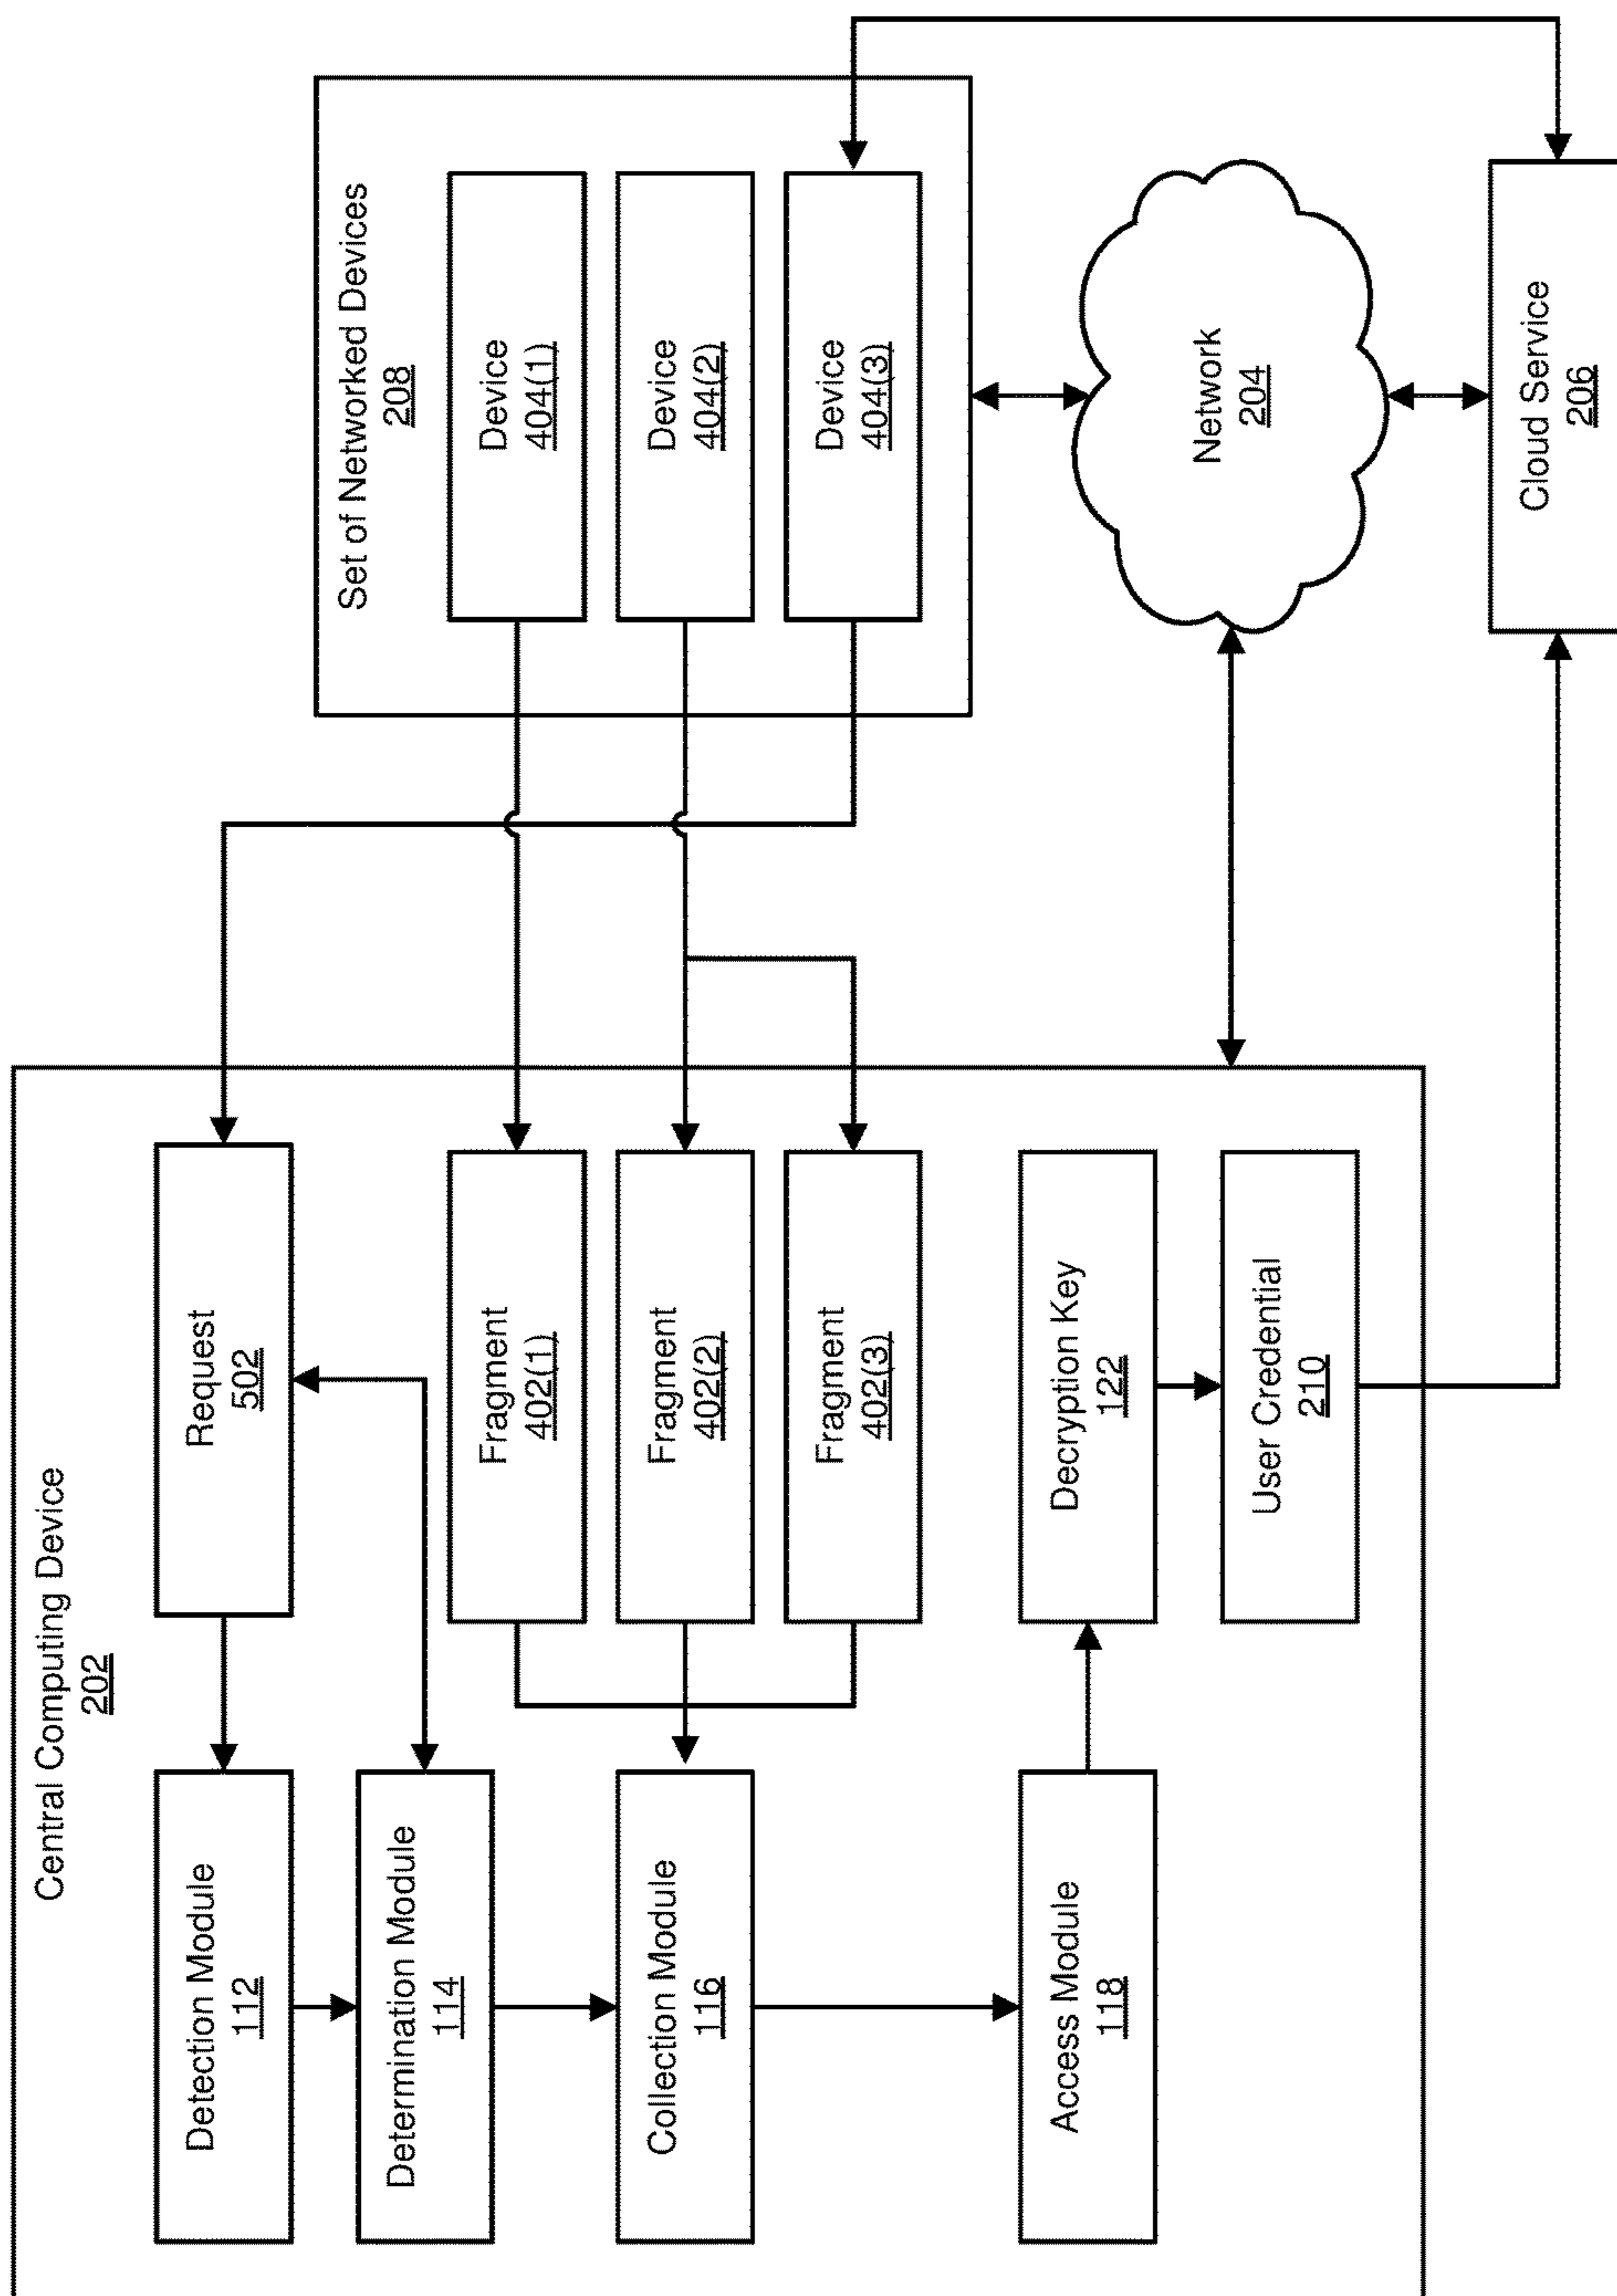 Central Computing Device
202
Detection Module
112
Request
502
Determination Module
114
Collection Module
116
Fragment
402(1)
Fragment
402(2)
Fragment
402(3)
Access Module
118
Decryption Key
122
User Credential
210
Set of Networked Devices
208
Device
404(1)
Device
404(2)
Device
404(3)
Network
204
Cloud Service
206